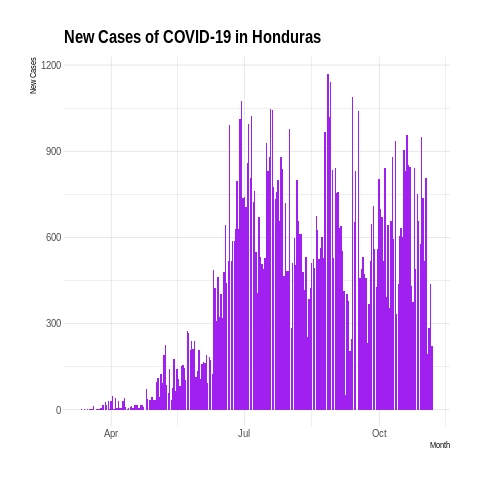 New Cases of COVID-19 in Honduras
New Cases
1200
900
600
300
0
Apr
Jul
Oct
Month